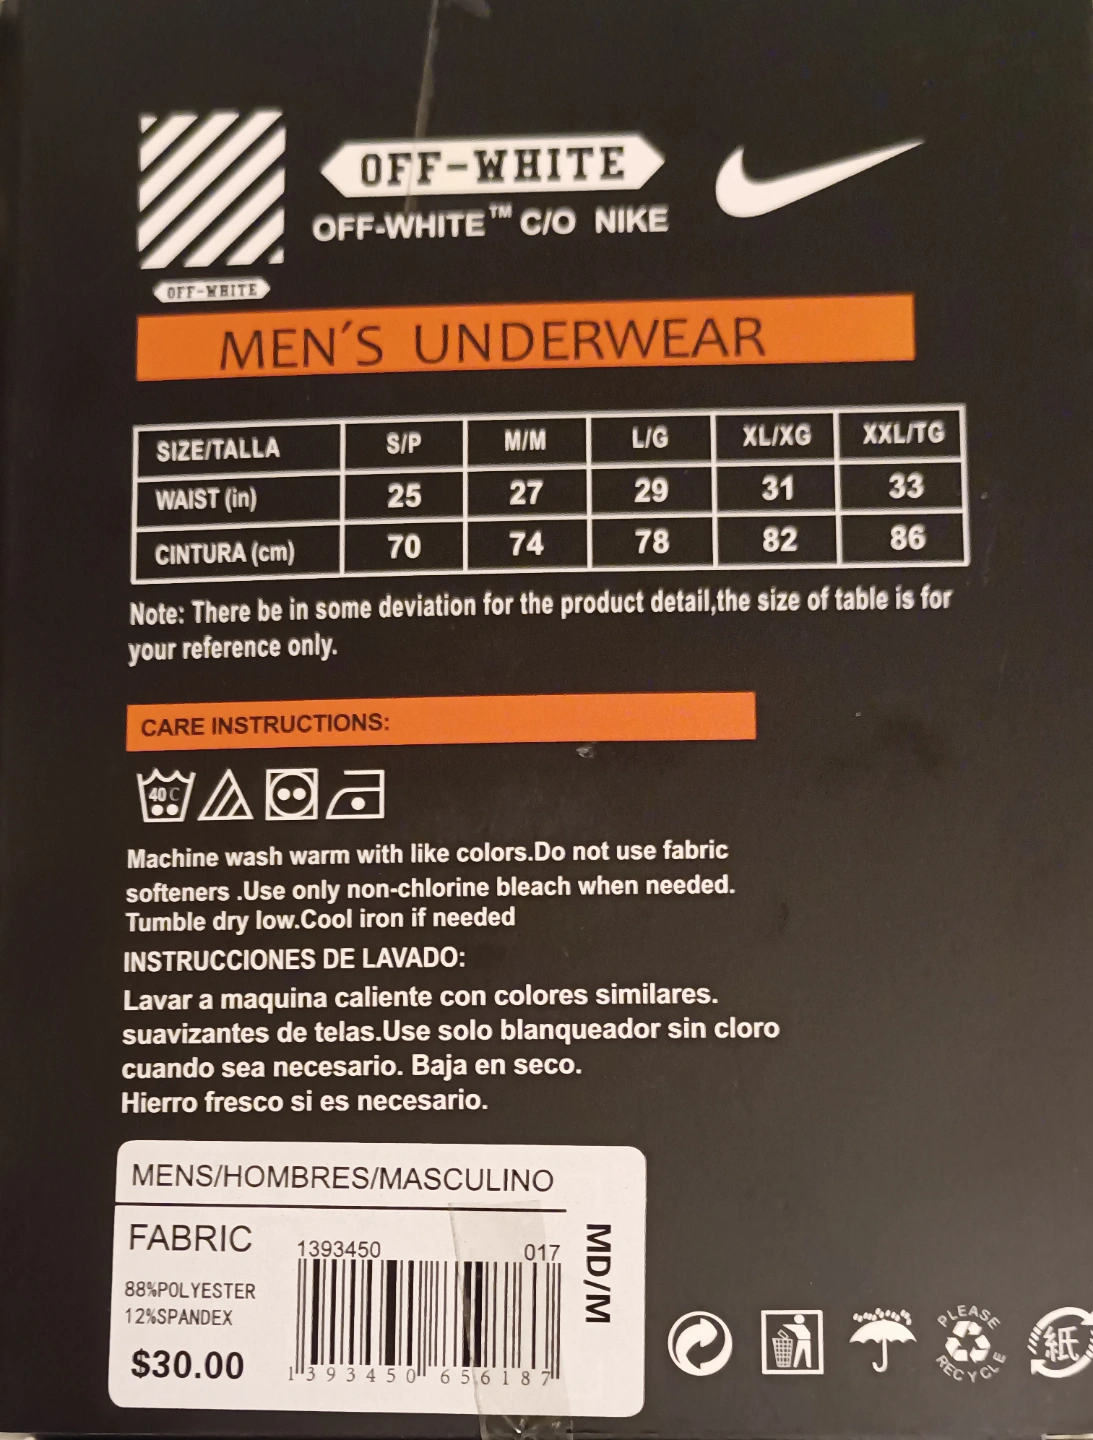 OFF-WHITE
OFF-WHITE™ C/O NIKE
OFF-WHITE
MEN'S UNDERWEAR
SIZE/TALLA S/P M/M L/G XL/XG XXL/TG
WAIST (in) 25 27 29 31 33
CINTURA (cm) 70 74 78 82 86
Note: There be in some deviation for the product detail,the size of table is for
your reference only.
CARE INSTRUCTIONS:
40 C
Machine wash warm with like colors.Do not use fabric
softeners .Use only non-chlorine bleach when needed.
Tumble dry low.Cool iron if needed
INSTRUCCIONES DE LAVADO:
Lavar a maquina caliente con colores similares.
suavizantes de telas.Use solo blanqueador sin cloro
cuando sea necesario. Baja en seco.
Hierro fresco si es necesario.
MENS/HOMBRES/MASCULINO
FABRIC
88%POLYESTER
12%SPANDEX
$30.00
1393450 017
1 393450 656187
MD/M
PLEASE
RECYCLE
紙